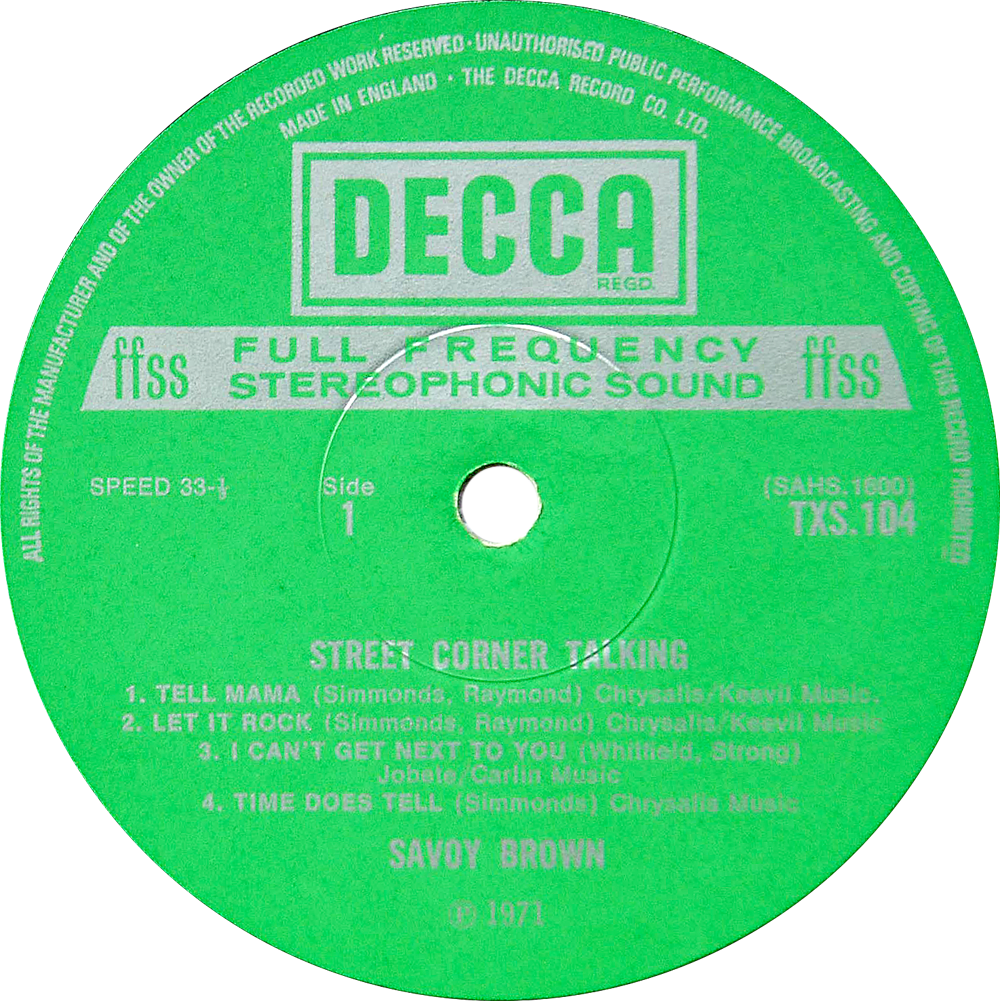 ALL RIGHTS OF THE MANUFACTURER AND OF THE OWNER OF THE RECORDED WORK RESERVED · UNAUTHORISED PUBLIC PERFORMANCE BROADCASTING AND COPYING OF THIS RECORD PROHIBITED
MADE IN ENGLAND · THE DECCA RECORD CO. LTD.
DECCA
REGD.
ffss FULL FREQUENCY ffss
STEREOPHONIC SOUND
SPEED 33-⅓ Side (SAHS.1600)
1 TXS.104
STREET CORNER TALKING
1. TELL MAMA (Simmonds, Raymond) Chrysalis/Keevil Music.
2. LET IT ROCK (Simmonds, Raymond) Chrysalis/Keevil Music
3. I CAN'T GET NEXT TO YOU (Whitfield, Strong)
Jobete/Carlin Music
4. TIME DOES TELL (Simmonds) Chrysalis Music
SAVOY BROWN
℗ 1971